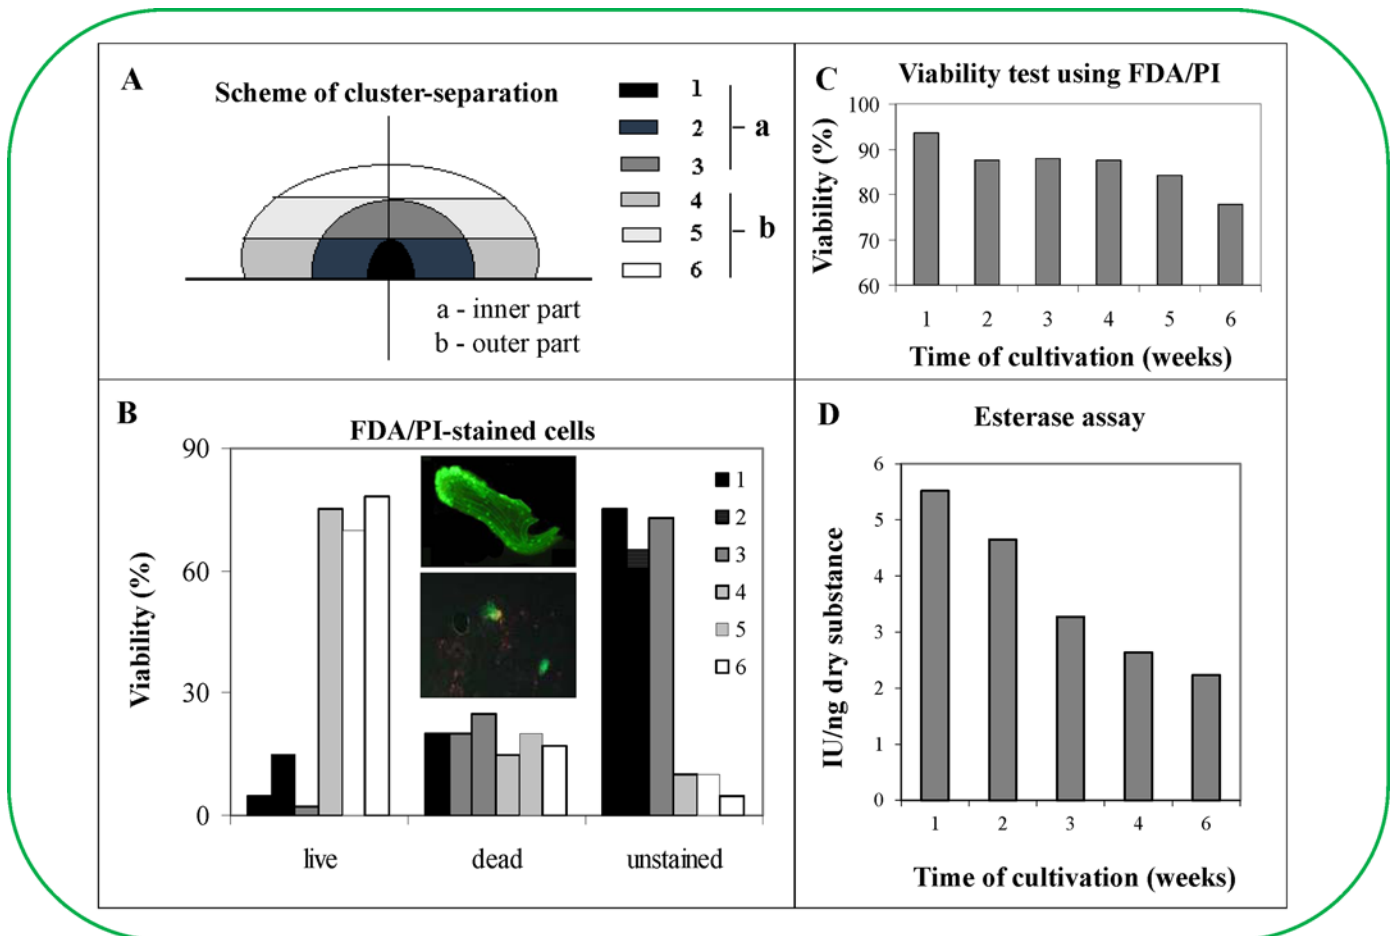 A
Scheme of cluster-separation
1
2
3
4
5
6
a
b
a - inner part
b - outer part
B
FDA/PI-stained cells
Viability (%)
90
60
30
0
live dead unstained
1
2
3
4
5
6
C
Viability test using FDA/PI
Viability (%)
100
90
80
70
60
1 2 3 4 5 6
Time of cultivation (weeks)
D
Esterase assay
IU/ng dry substance
6
5
4
3
2
1
0
1 2 3 4 6
Time of cultivation (weeks)